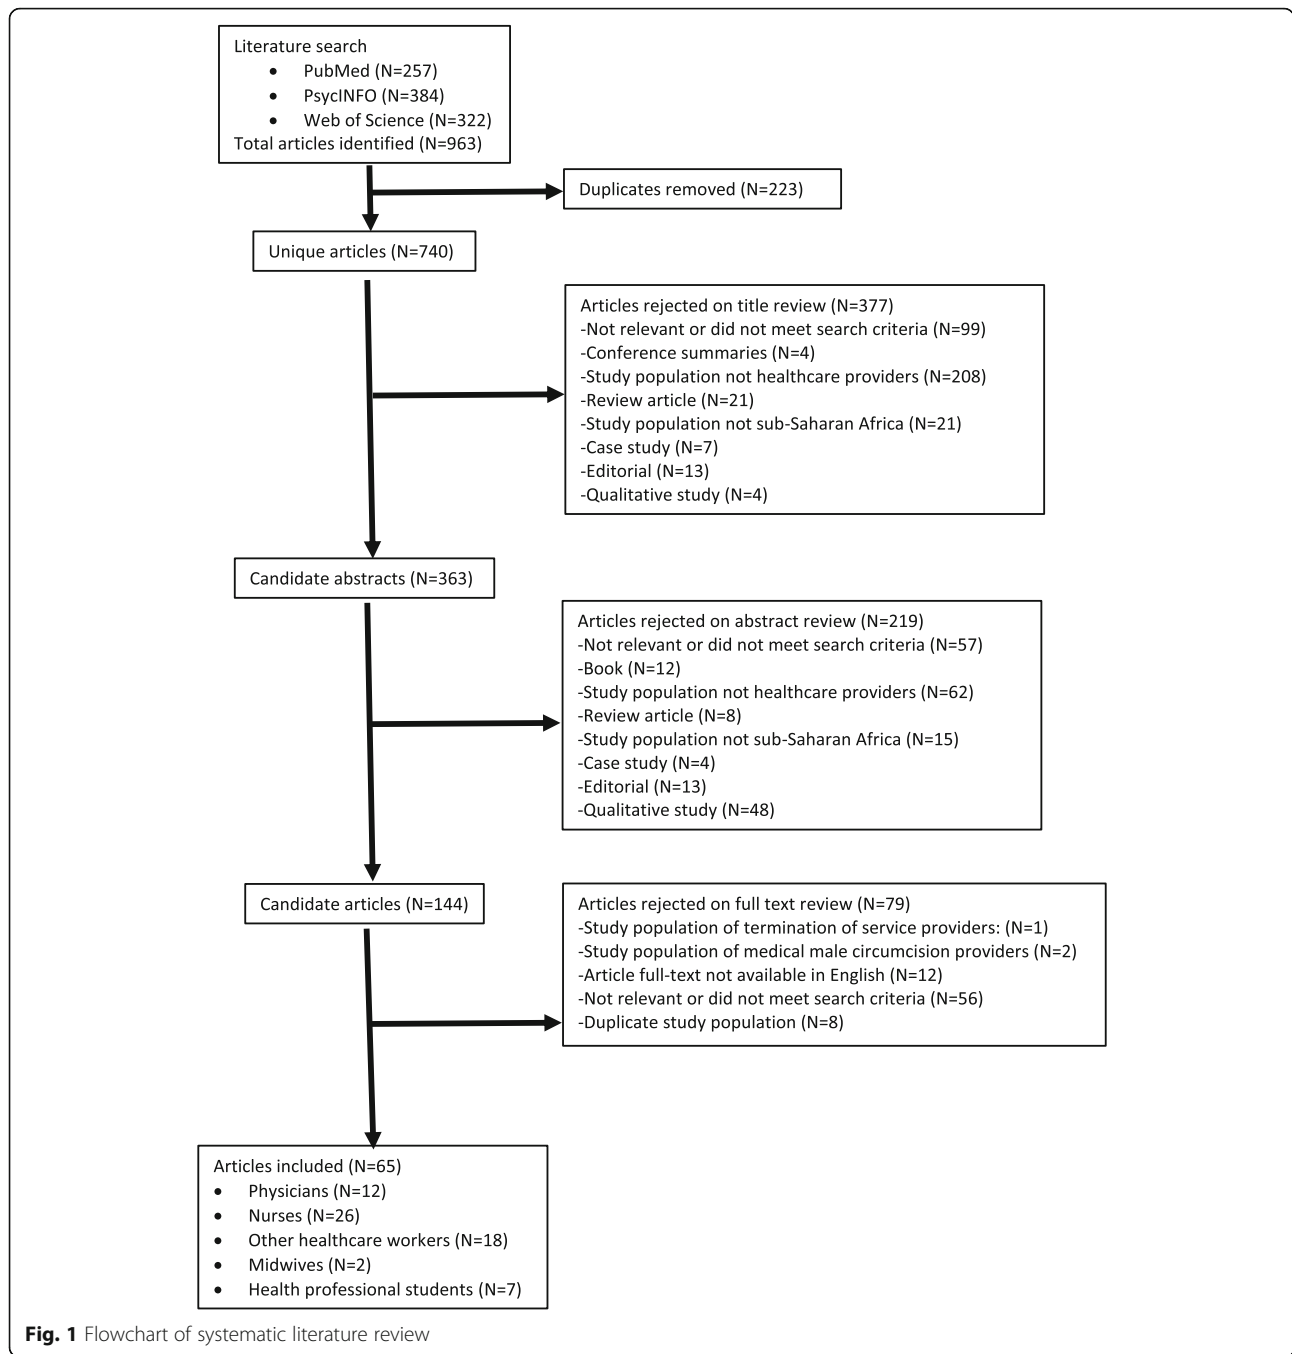 Literature search
• PubMed (N=257)
• PsycINFO (N=384)
• Web of Science (N=322)
Total articles identified (N=963)
Duplicates removed (N=223)
Unique articles (N=740)
Articles rejected on title review (N=377)
-Not relevant or did not meet search criteria (N=99)
-Conference summaries (N=4)
-Study population not healthcare providers (N=208)
-Review article (N=21)
-Study population not sub-Saharan Africa (N=21)
-Case study (N=7)
-Editorial (N=13)
-Qualitative study (N=4)
Candidate abstracts (N=363)
Articles rejected on abstract review (N=219)
-Not relevant or did not meet search criteria (N=57)
-Book (N=12)
-Study population not healthcare providers (N=62)
-Review article (N=8)
-Study population not sub-Saharan Africa (N=15)
-Case study (N=4)
-Editorial (N=13)
-Qualitative study (N=48)
Candidate articles (N=144)
Articles rejected on full text review (N=79)
-Study population of termination of service providers: (N=1)
-Study population of medical male circumcision providers (N=2)
-Article full-text not available in English (N=12)
-Not relevant or did not meet search criteria (N=56)
-Duplicate study population (N=8)
Articles included (N=65)
• Physicians (N=12)
• Nurses (N=26)
• Other healthcare workers (N=18)
• Midwives (N=2)
• Health professional students (N=7)
Fig. 1 Flowchart of systematic literature review